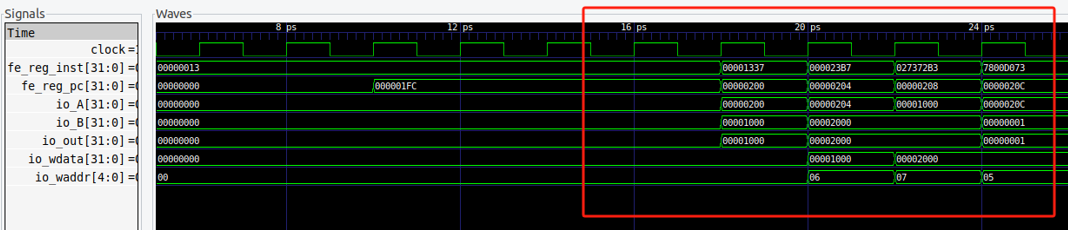 Signals
Waves
Time
8 ps 12 ps 16 ps 20 ps 24 ps
clock=
fe_reg_inst[31:0]= 00000013 00001337 000023B7 027372B3 7800D073
fe_reg_pc[31:0]= 00000000 000001FC 00000200 00000204 00000208 0000020C
io_A[31:0]= 00000000 00000200 00000204 00001000 0000020C
io_B[31:0]= 00000000 00001000 00002000 00000001
io_out[31:0]= 00000000 00001000 00002000 00000001
io_wdata[31:0]= 00000000 00001000 00002000
io_waddr[4:0]= 00 06 07 05